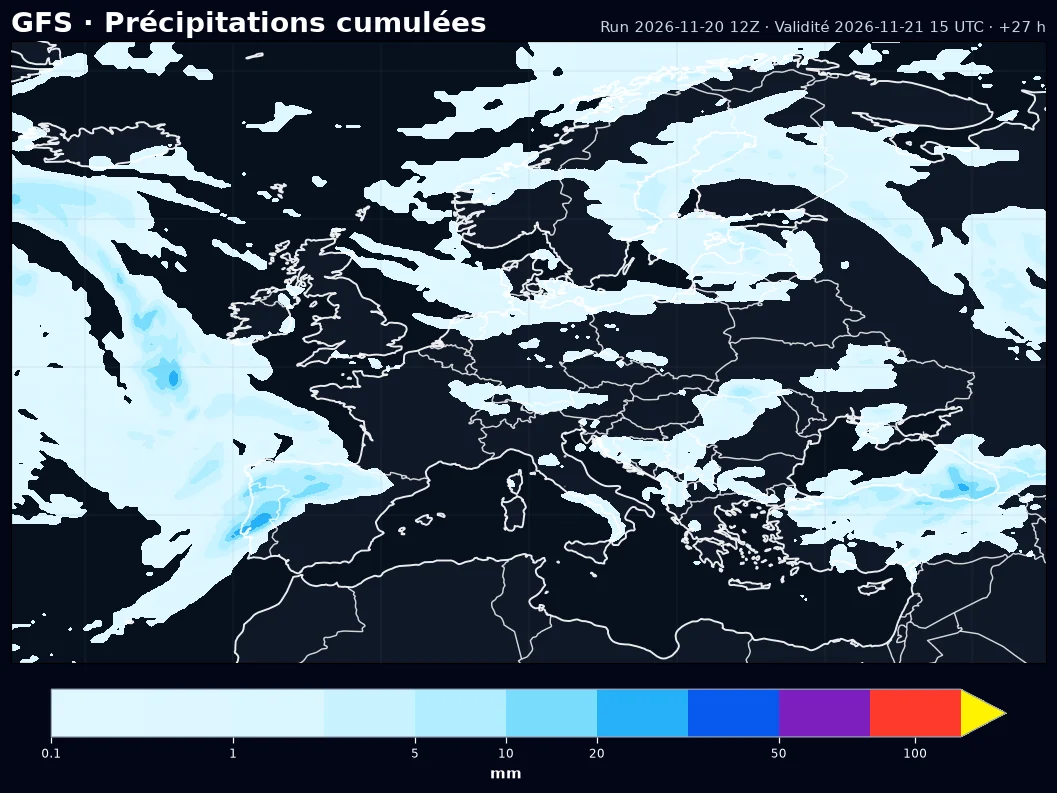 GFS · Précipitations cumulées
Run 2026-11-20 12Z · Validité 2026-11-21 15 UTC · +27 h
0.1 1 5 10 20 50 100
mm